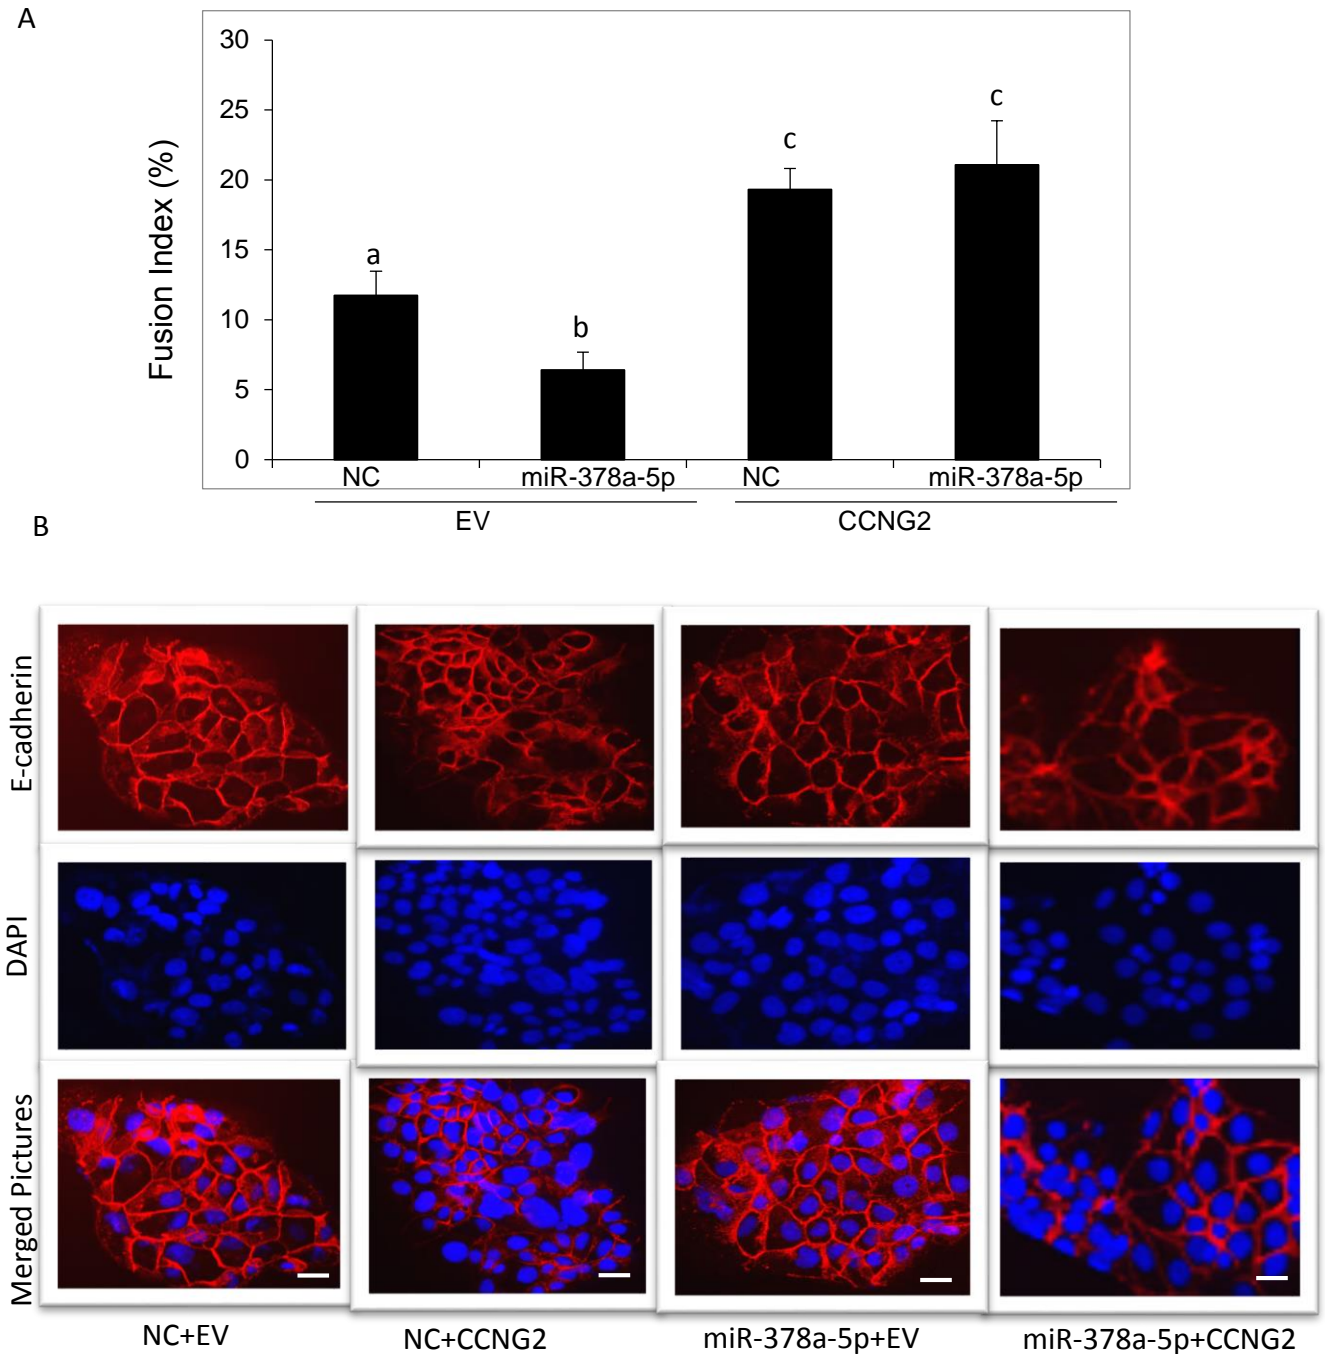 A
30
25
20
15
10
5
0
Fusion Index (%)
a
b
c
c
NC miR-378a-5p NC miR-378a-5p
EV CCNG2
B
E-cadherin
DAPI
Merged Pictures
NC+EV NC+CCNG2 miR-378a-5p+EV miR-378a-5p+CCNG2